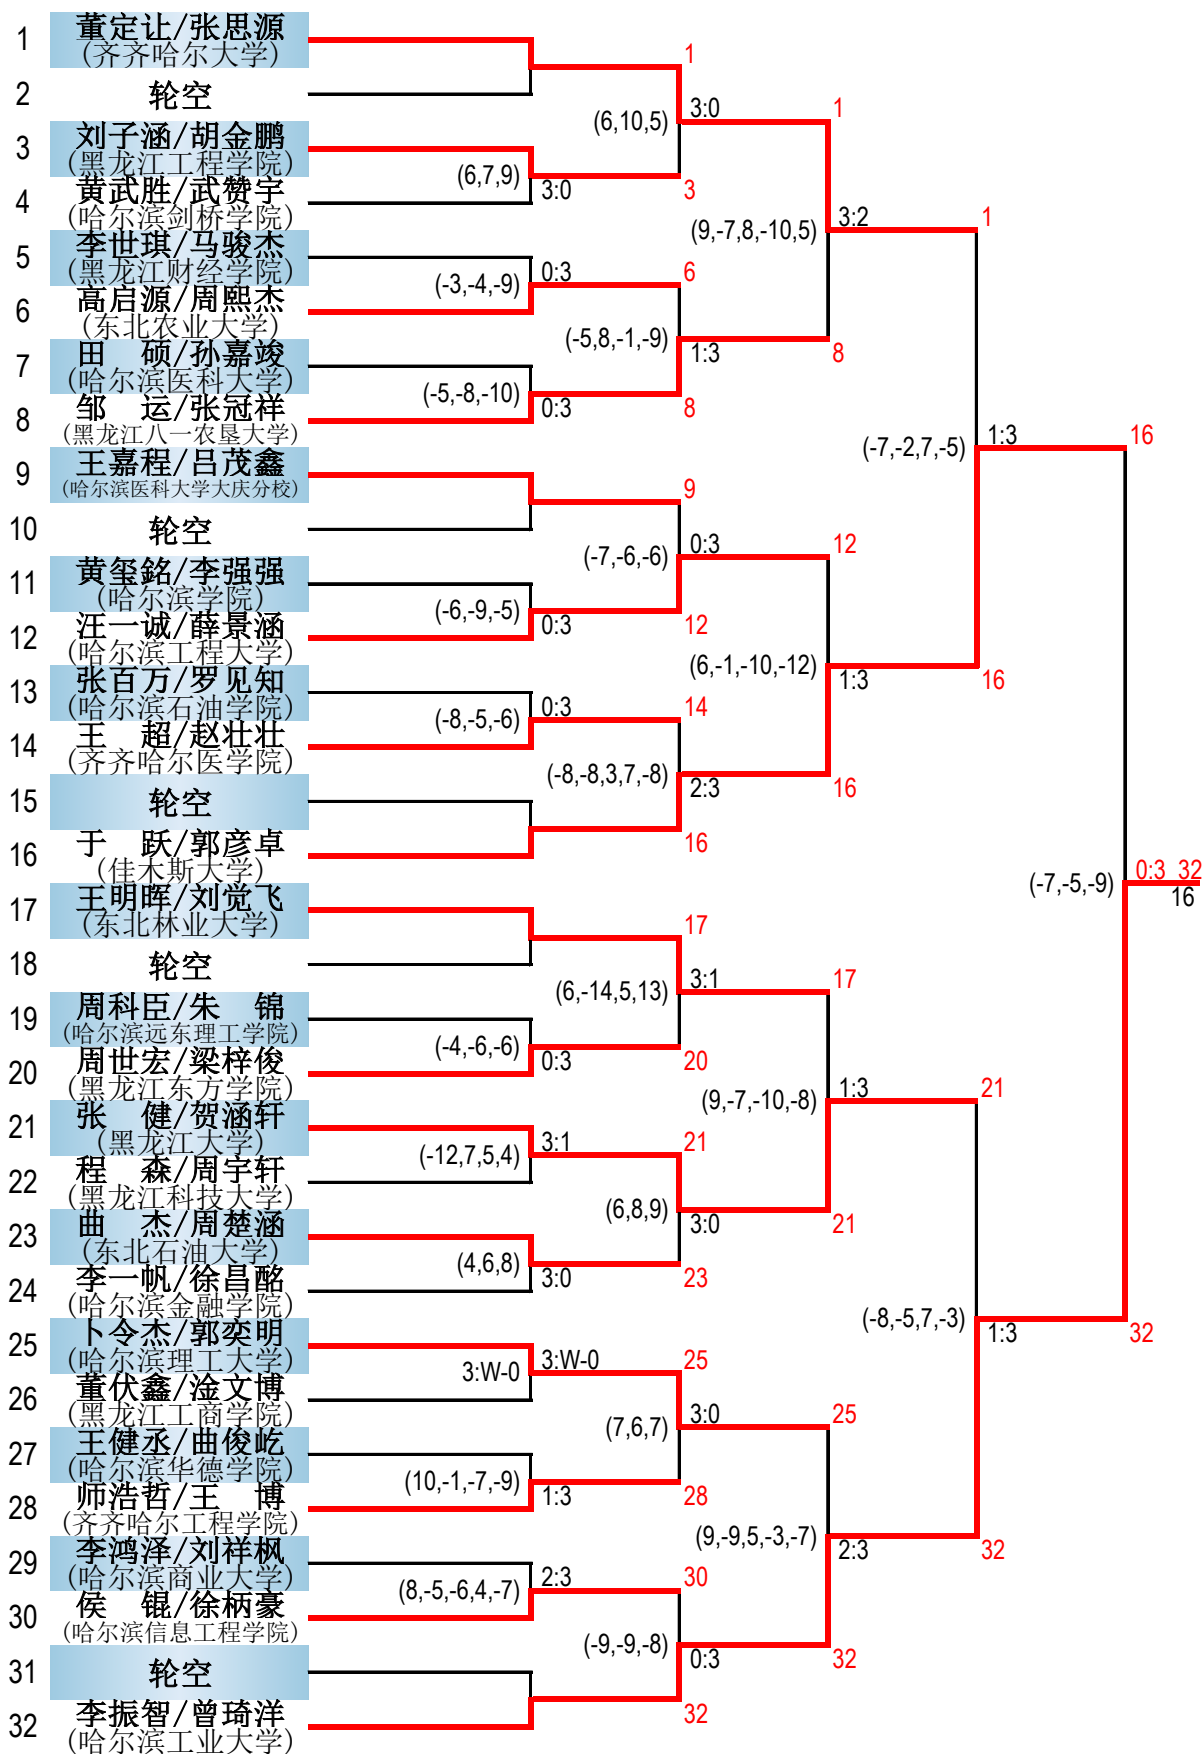 1 董定让/张思源
(齐齐哈尔大学)
2 轮空
3 刘子涵/胡金鹏
(黑龙江工程学院)
4 黄武胜/武赞宇
(哈尔滨剑桥学院)
5 李世琪/马骏杰
(黑龙江财经学院)
6 高启源/周熙杰
(东北农业大学)
7 田　硕/孙嘉竣
(哈尔滨医科大学)
8 邹　运/张冠祥
(黑龙江八一农垦大学)
9 王嘉程/吕茂鑫
(哈尔滨医科大学大庆分校)
10 轮空
11 黄玺銘/李强强
(哈尔滨学院)
12 汪一诚/薛景涵
(哈尔滨工程大学)
13 张百万/罗见知
(哈尔滨石油学院)
14 王　超/赵壮壮
(齐齐哈尔医学院)
15 轮空
16 于　跃/郭彦卓
(佳木斯大学)
17 王明晖/刘觉飞
(东北林业大学)
18 轮空
19 周科臣/朱　锦
(哈尔滨远东理工学院)
20 周世宏/梁梓俊
(黑龙江东方学院)
21 张　健/贺涵轩
(黑龙江大学)
22 程　森/周宇轩
(黑龙江科技大学)
23 曲　杰/周楚涵
(东北石油大学)
24 李一帆/徐昌酩
(哈尔滨金融学院)
25 卜令杰/郭奕明
(哈尔滨理工大学)
26 董伏鑫/淦文博
(黑龙江工商学院)
27 王健丞/曲俊屹
(哈尔滨华德学院)
28 师浩哲/王　博
(齐齐哈尔工程学院)
29 李鸿泽/刘祥枫
(哈尔滨商业大学)
30 侯　锟/徐柄豪
(哈尔滨信息工程学院)
31 轮空
32 李振智/曾琦洋
(哈尔滨工业大学)
(6,7,9) 3:0
(-3,-4,-9) 0:3
(-5,-8,-10) 0:3
(-6,-9,-5) 0:3
(-8,-5,-6) 0:3
(-4,-6,-6) 0:3
(-12,7,5,4) 3:1
(4,6,8) 3:0
3:W-0 3:W-0
(10,-1,-7,-9) 1:3
(8,-5,-6,4,-7) 2:3
1
(6,10,5) 3:0
3
6
(-5,8,-1,-9) 1:3
8
9
(-7,-6,-6) 0:3
12
14
(-8,-8,3,7,-8) 2:3
16
17
(6,-14,5,13) 3:1
20
21
(6,8,9) 3:0
23
25
(7,6,7) 3:0
28
30
(-9,-9,-8) 0:3
32
1
(9,-7,8,-10,5) 3:2
8
12
(6,-1,-10,-12) 1:3
16
17
(9,-7,-10,-8) 1:3
21
25
(9,-9,5,-3,-7) 2:3
32
1
(-7,-2,7,-5) 1:3
16
21
(-8,-5,7,-3) 1:3
32
16
(-7,-5,-9) 0:3 32
16
32